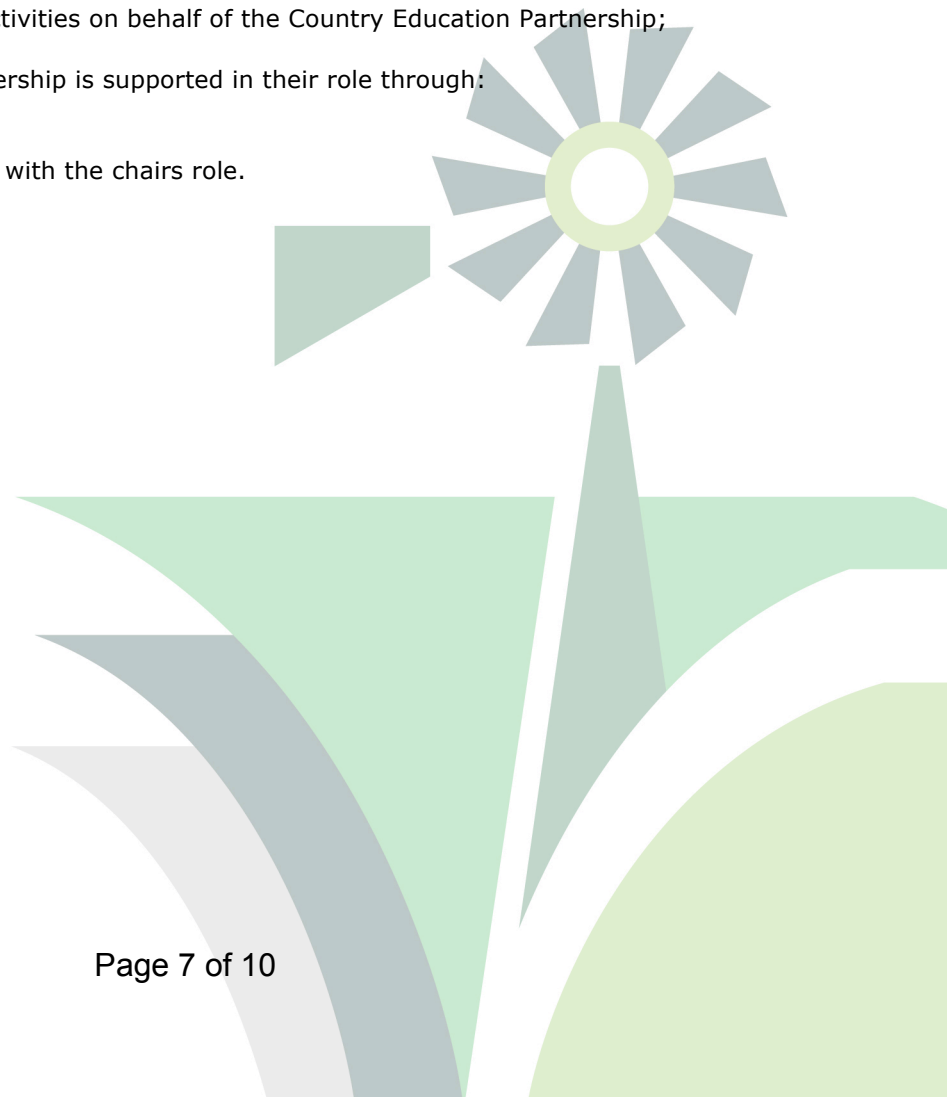 ctivities on behalf of the Country Education Partnership;
ership is supported in their role through:
with the chairs role.
Page 7 of 10